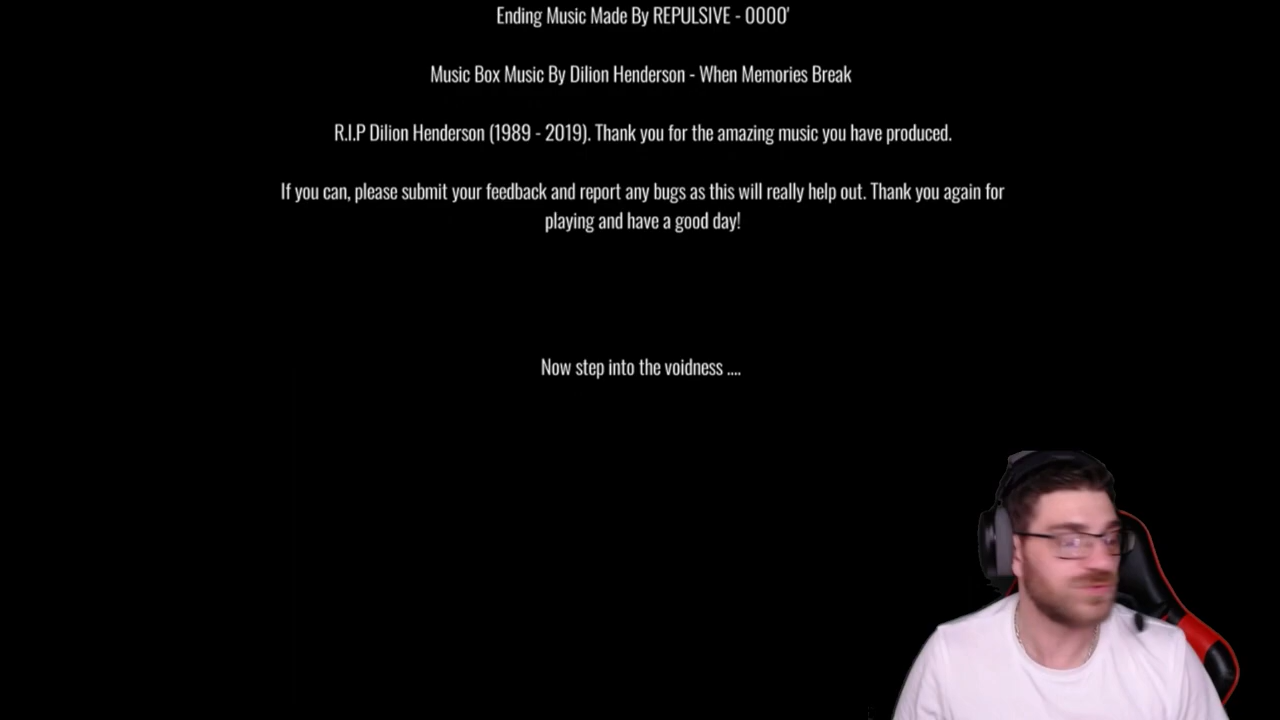 Ending Music Made By REPULSIVE - 0000'
Music Box Music By Dilion Henderson - When Memories Break
R.I.P Dilion Henderson (1989 - 2019). Thank you for the amazing music you have produced.
If you can, please submit your feedback and report any bugs as this will really help out. Thank you again for
playing and have a good day!
Now step into the voidness ....